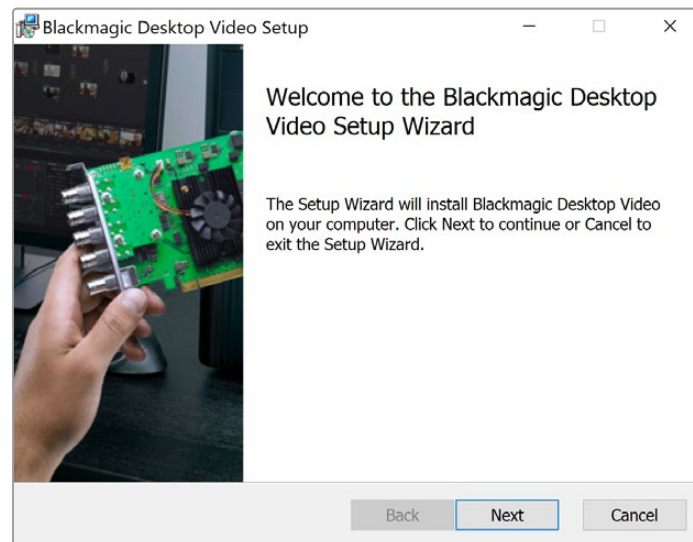 Blackmagic Desktop Video Setup
Welcome to the Blackmagic Desktop
Video Setup Wizard
The Setup Wizard will install Blackmagic Desktop Video
on your computer. Click Next to continue or Cancel to
exit the Setup Wizard.
Back Next Cancel